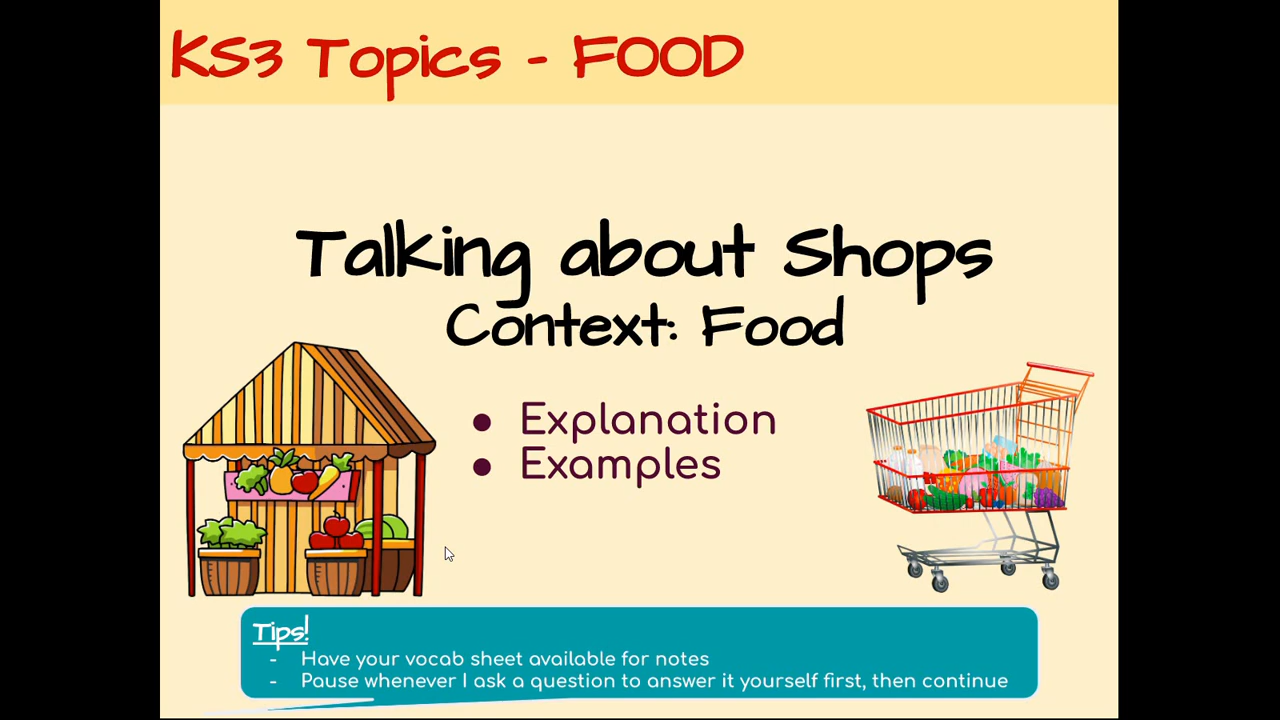 KS3 Topics - FOOD
Talking about Shops
Context: Food
● Explanation
● Examples
Tips!
- Have your vocab sheet available for notes
- Pause whenever I ask a question to answer it yourself first, then continue